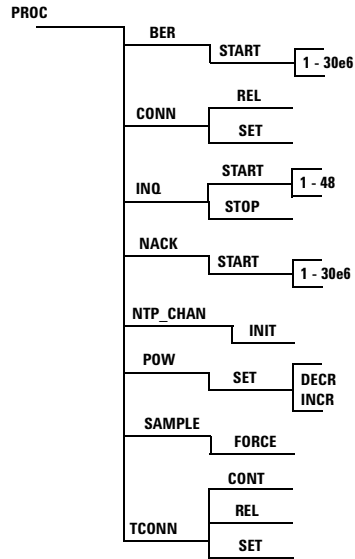 PROC
BER
START
1 - 30e6
REL
CONN
SET
START
1 - 48
INQ
STOP
NACK
START
1 - 30e6
NTP_CHAN
INIT
POW
SET
DECR
INCR
SAMPLE
FORCE
CONT
REL
TCONN
SET